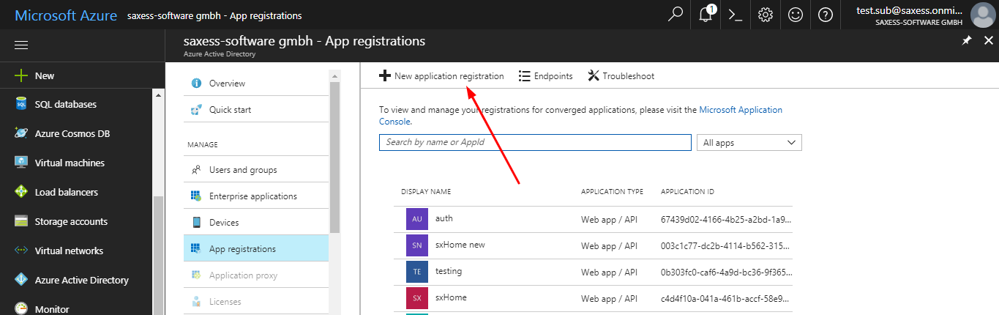 Microsoft Azure saxess-software gmbh - App registrations
1
test.sub@saxess.onmi...
SAXESS-SOFTWARE GMBH
saxess-software gmbh - App registrations
Azure Active Directory
New
SQL databases
Azure Cosmos DB
Virtual machines
Load balancers
Storage accounts
Virtual networks
Azure Active Directory
Monitor
Overview
Quick start
MANAGE
Users and groups
Enterprise applications
Devices
App registrations
Application proxy
Licenses
New application registration Endpoints Troubleshoot
To view and manage your registrations for converged applications, please visit the Microsoft Application
Console.
Search by name or AppId All apps
DISPLAY NAME APPLICATION TYPE APPLICATION ID
AU auth Web app / API 67439d02-4166-4b25-a2bd-1a9...
SN sxHome new Web app / API 003c1c77-dc2b-4114-b562-315...
TE testing Web app / API 0b303fc0-caf6-4a9d-bc36-9f365...
SX sxHome Web app / API c4d4f10a-041a-461b-accf-58e9...